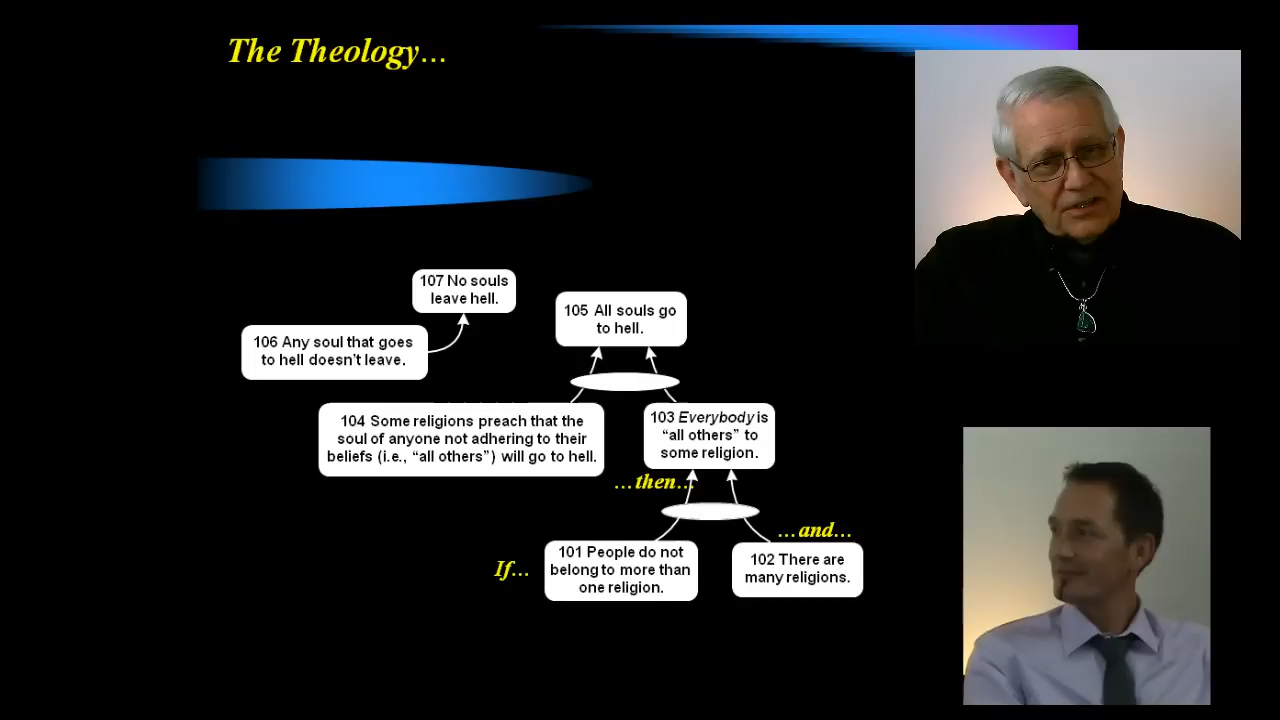 The Theology...
107 No souls
leave hell.
105 All souls go
to hell.
106 Any soul that goes
to hell doesn't leave.
104 Some religions preach that the
soul of anyone not adhering to their
beliefs (i.e., “all others”) will go to hell.
103 Everybody is
“all others” to
some religion.
...then...
...and...
If...
101 People do not
belong to more than
one religion.
102 There are
many religions.